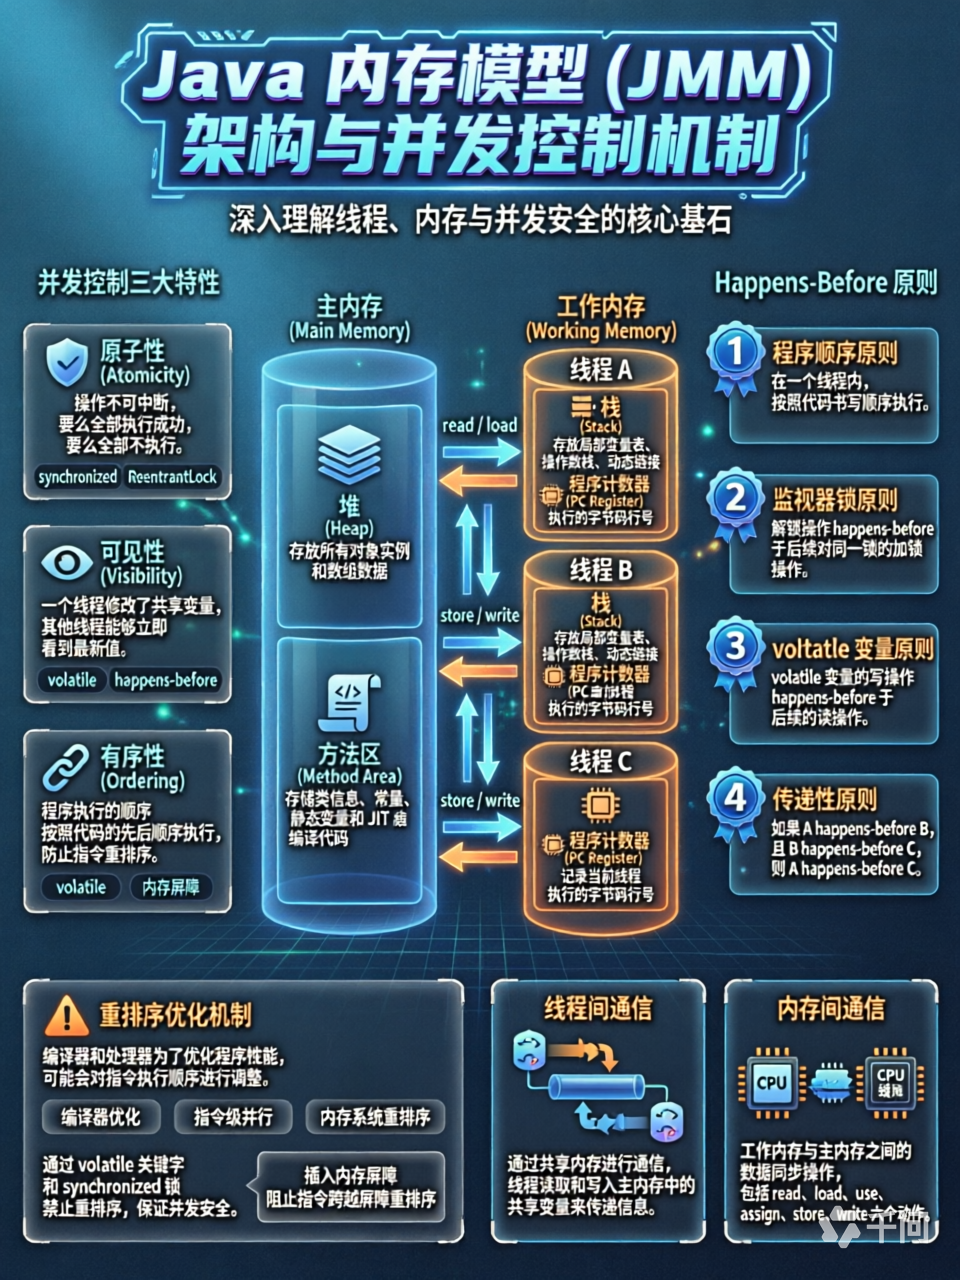 Java 内存模型 (JMM)
架构与并发控制机制
深入理解线程、内存与并发安全的核心基石
并发控制三大特性
原子性
(Atomicity)
操作不可中断，
要么全部执行成功，
要么全部不执行。
synchronized ReentrantLock
可见性
(Visibility)
一个线程修改了共享变量，
其他线程能够立即
看到最新值。
volatile happens-before
有序性
(Ordering)
程序执行的顺序
按照代码的先后顺序执行，
防止指令重排序。
volatile 内存屏障
主内存
(Main Memory)
堆
(Heap)
存放所有对象实例
和数组数据
方法区
(Method Area)
存储类信息、常量、
静态变量和 JIT
编译代码
read / load
store / write
store / write
工作内存
(Working Memory)
线程 A
栈
(Stack)
存放局部变量表、
操作数栈、动态链接
程序计数器
(PC Register)
执行的字节码行号
线程 B
栈
(Stack)
存放局部变量表、
操作数栈、动态链接
程序计数器
(PC
执行的字节码行号
线程 C
程序计数器
(PC Register)
记录当前线程
执行的字节码行号
Happens-Before 原则
1 程序顺序原则
在一个线程内，
按照代码书写顺序执行。
2 监视器锁原则
解锁操作 happens-before
于后续对同一锁的加锁
操作。
3 voltatle 变量原则
volatile 变量的写操作
happens-before 于
后续的读操作。
4 传递性原则
如果 A happens-before B，
且 B happens-before C，
则 A happens-before C。
重排序优化机制
编译器和处理器为了优化程序性能，
可能会对指令执行顺序进行调整。
编译器优化 指令级并行 内存系统重排序
通过 volatile 关键字
和 synchronized 锁
禁止重排序，保证并发安全。
插入内存屏障
阻止指令跨越屏障重排序
线程间通信
通过共享内存进行通信，
线程读取和写入主内存中的
共享变量来传递信息。
内存间通信
CPU
CPU
工作内存与主内存之间的
数据同步操作，
包括 read、load、use、
assign、store、write 六个动作。
千问